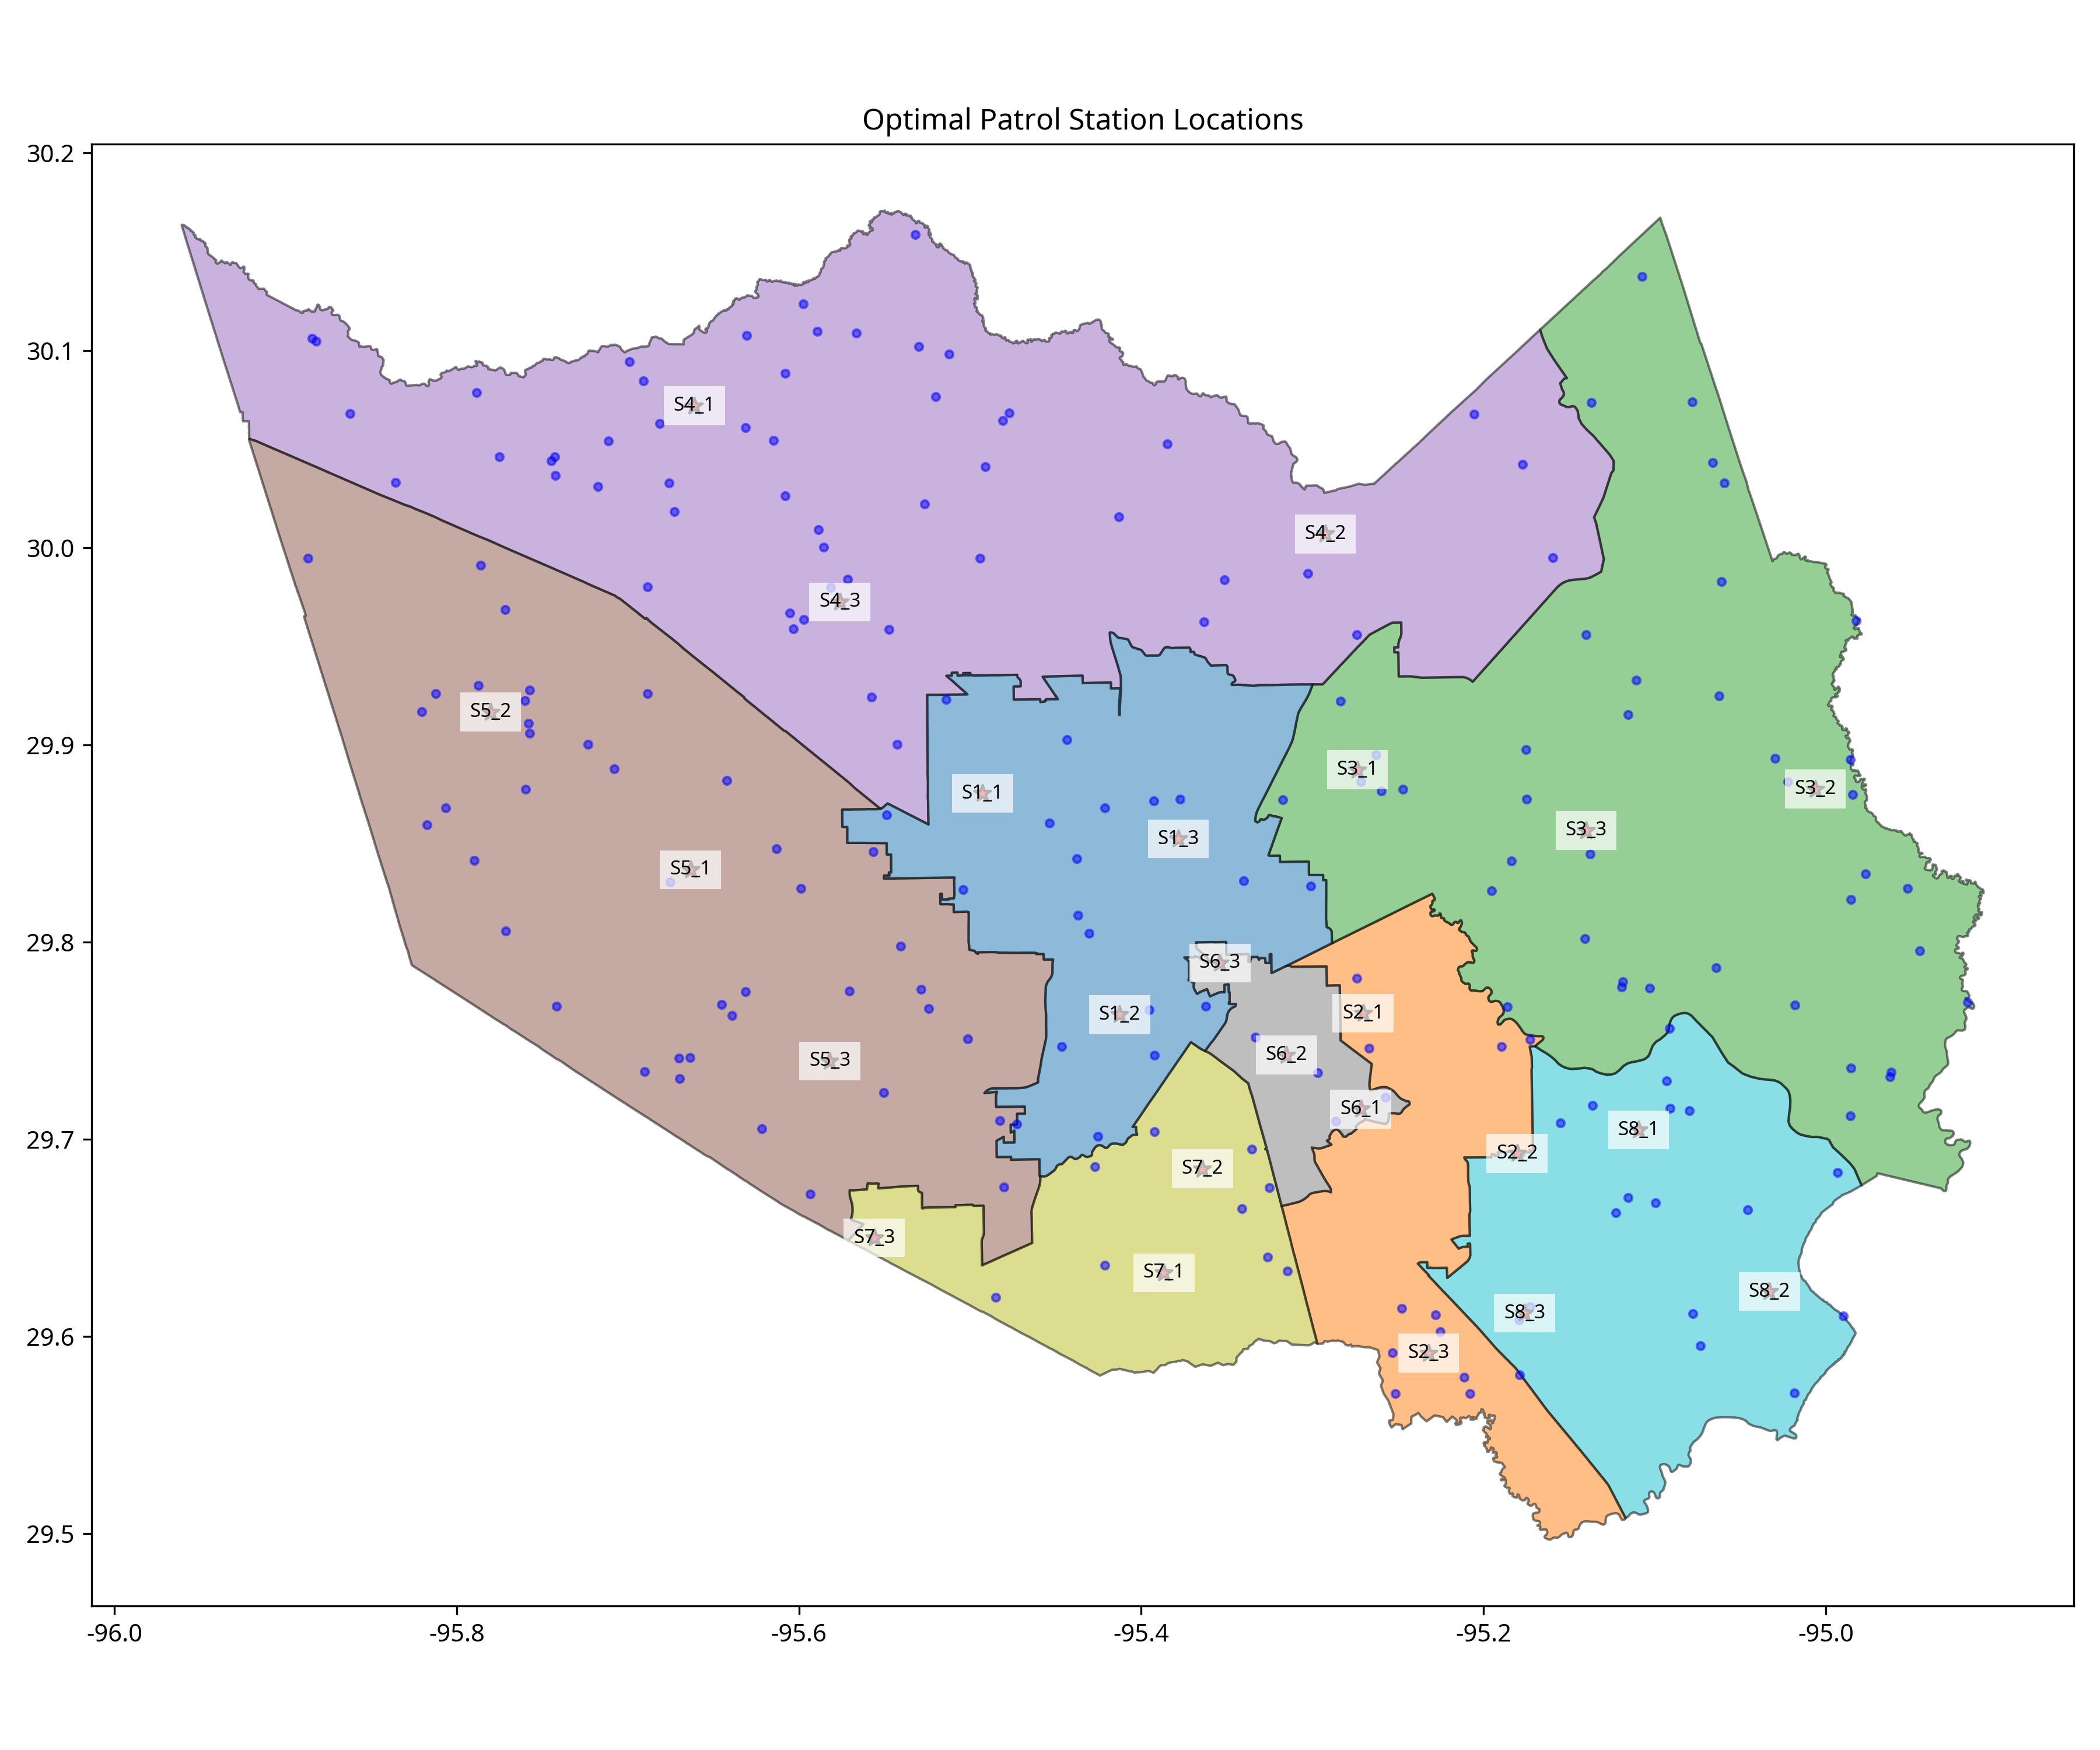 Optimal Patrol Station Locations
30.2
30.1
30.0
29.9
29.8
29.7
29.6
29.5
S4_1
S4_2
S4_3
S5_2
S3_1
S1_1
S3_2
S3_3
S1_3
S5_1
S6_3
S2_1
S1_2
S6_2
S5_3
S6_1
S8_1
S2_2
S7_2
S7_3
S7_1
S8_2
S8_3
S2_3
-96.0 -95.8 -95.6 -95.4 -95.2 -95.0